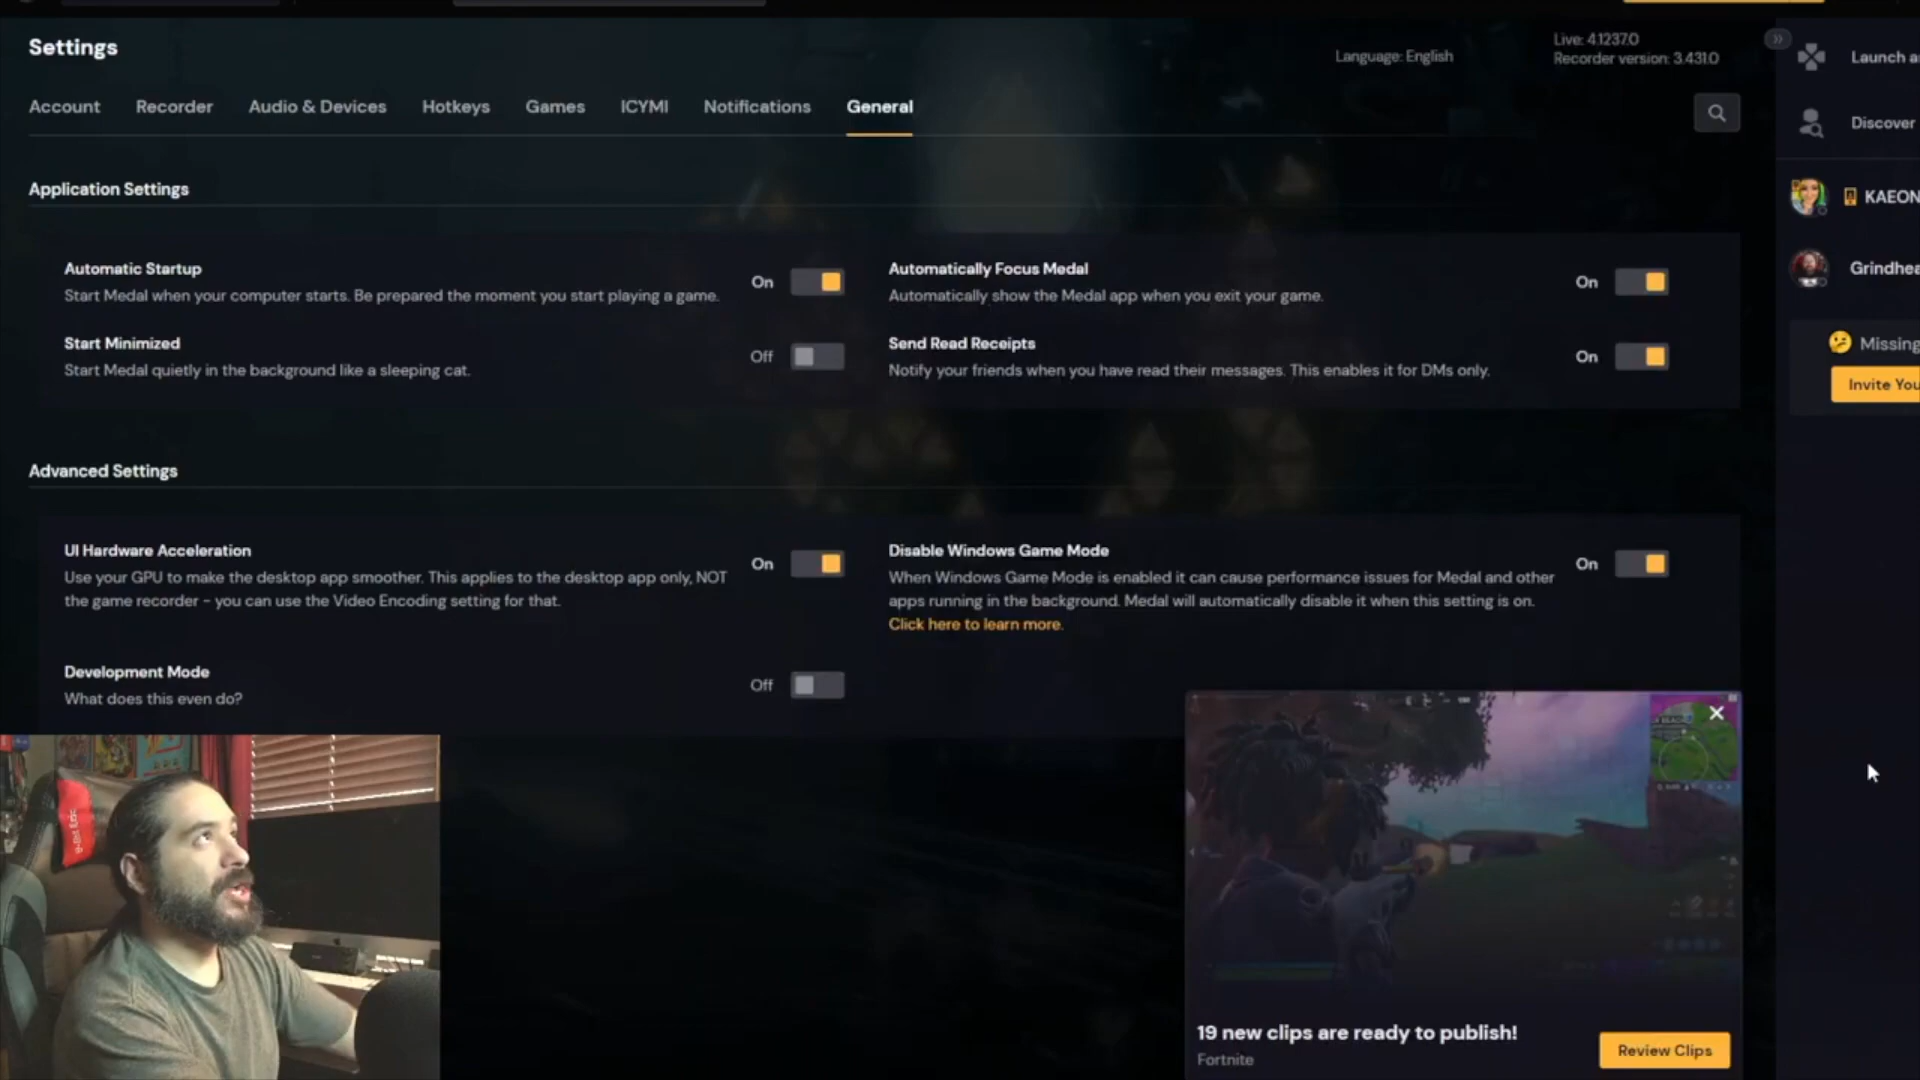 Settings
Language: English
Live: 4.1237.0
Recorder version: 3.431.0
Launch a
Account
Recorder
Audio & Devices
Hotkeys
Games
ICYMI
Notifications
General
Discover
Application Settings
KAEON
Automatic Startup
On
Start Medal when your computer starts. Be prepared the moment you start playing a game.
Automatically Focus Medal
On
Automatically show the Medal app when you exit your game.
Grindhea
Start Minimized
Off
Start Medal quietly in the background like a sleeping cat.
Send Read Receipts
On
Notify your friends when you have read their messages. This enables it for DMs only.
Missing
Invite You
Advanced Settings
UI Hardware Acceleration
On
Use your GPU to make the desktop app smoother. This applies to the desktop app only, NOT
the game recorder - you can use the Video Encoding setting for that.
Disable Windows Game Mode
On
When Windows Game Mode is enabled it can cause performance issues for Medal and other
apps running in the background. Medal will automatically disable it when this setting is on.
Click here to learn more.
Development Mode
Off
What does this even do?
19 new clips are ready to publish!
Fortnite
Review Clips